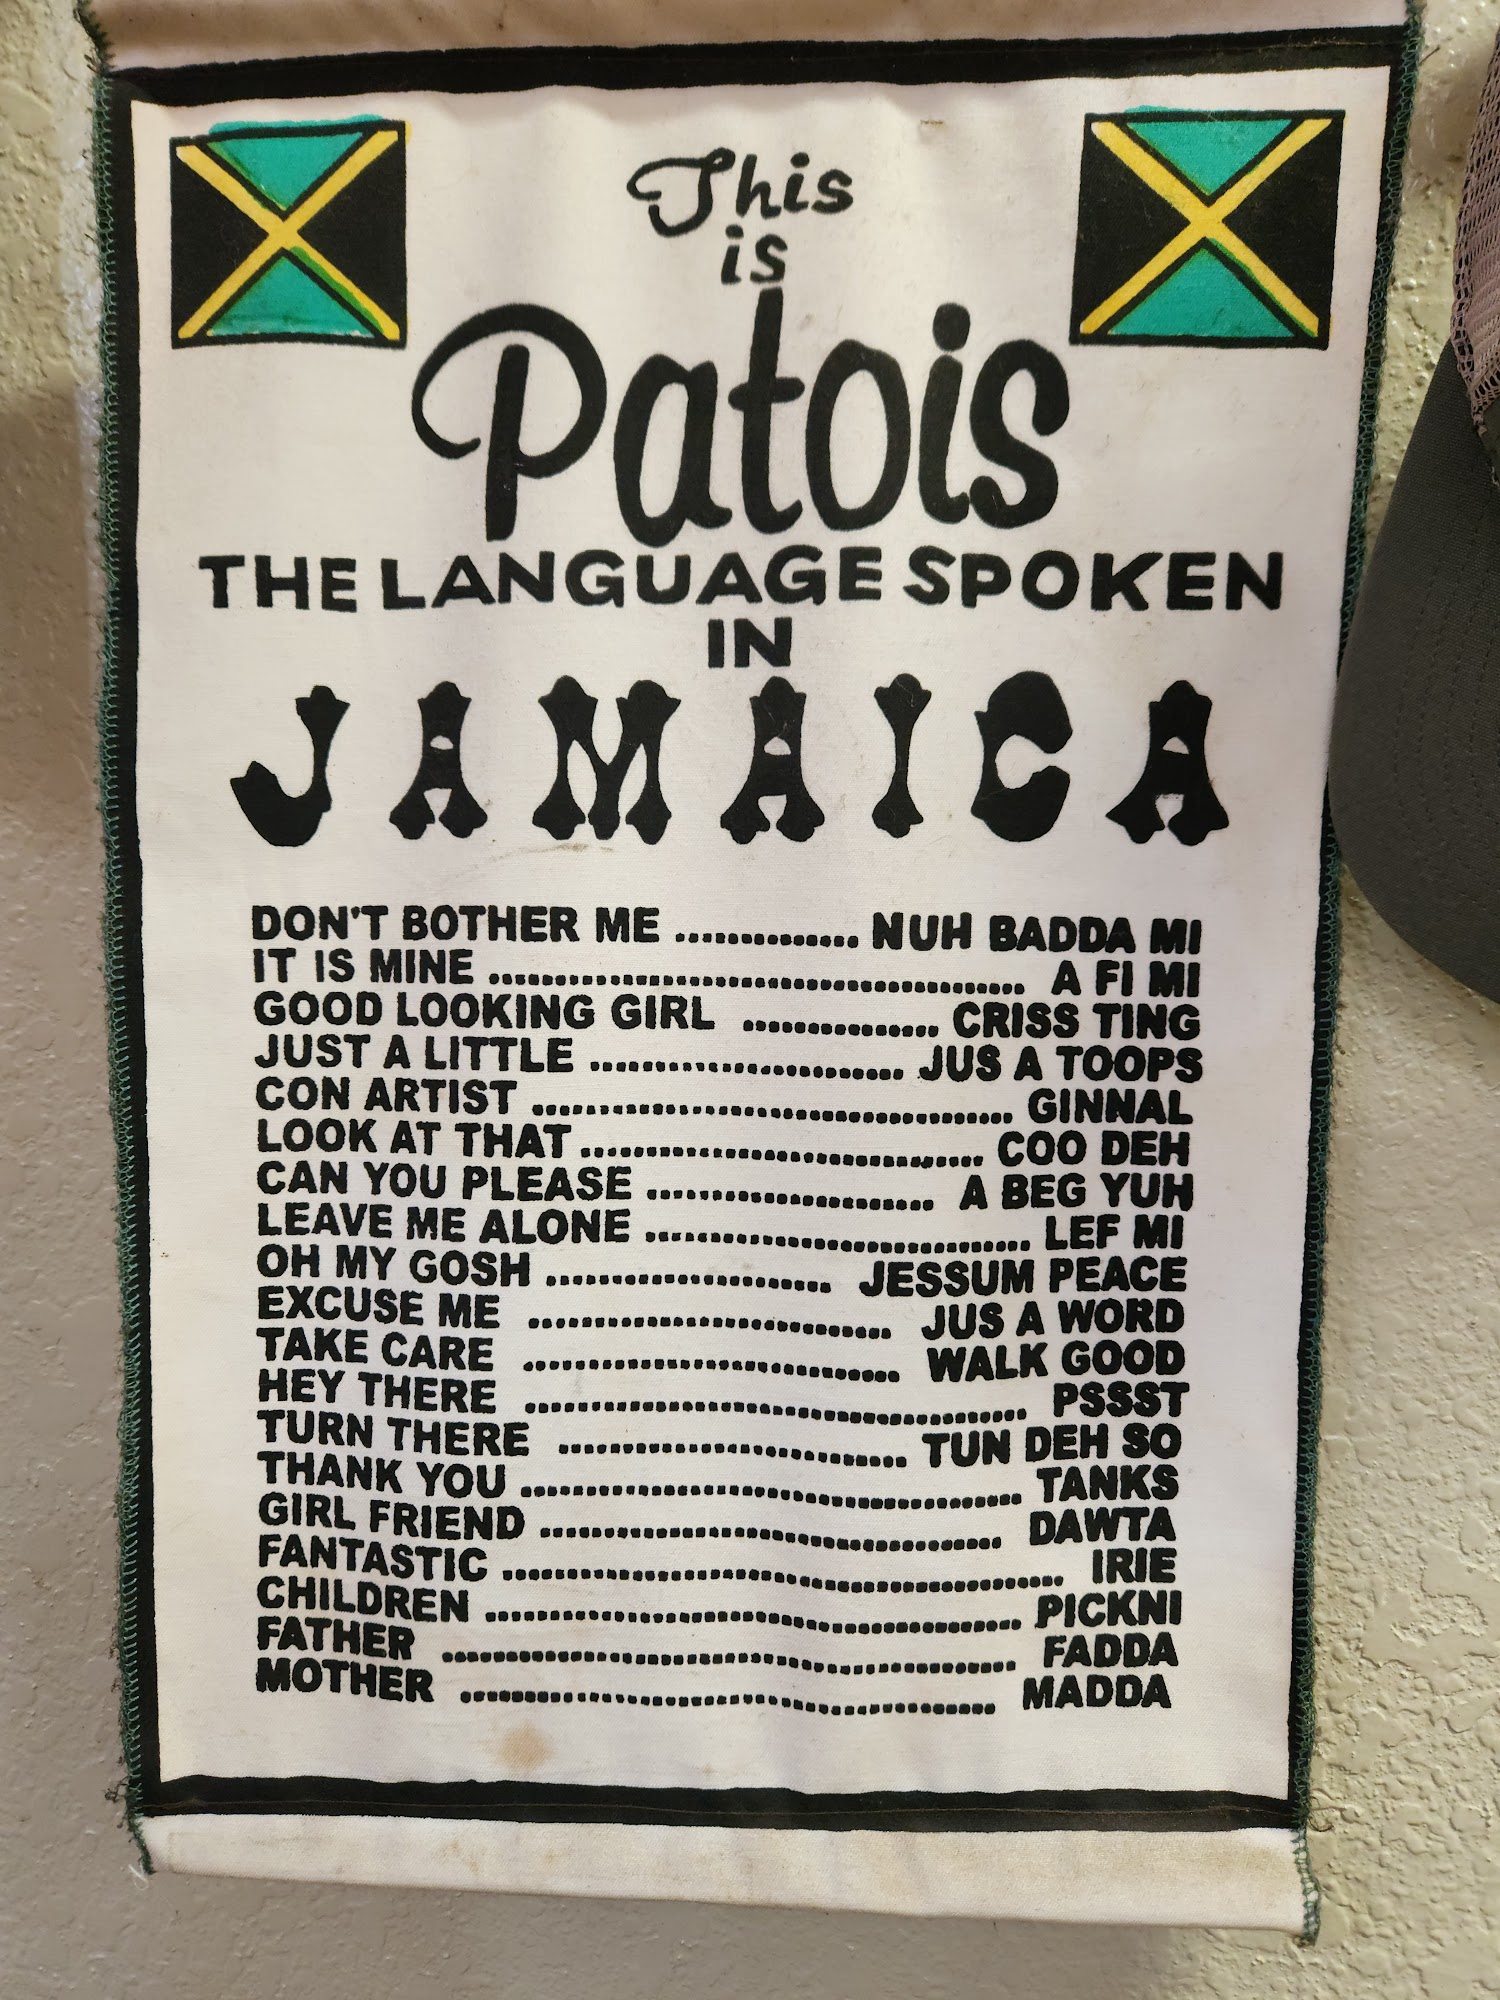 This
is
Patois
THE LANGUAGE SPOKEN
IN
JAMAICA
DON'T BOTHER ME .............. NUH BADDA MI
IT IS MINE ........................................ A FI MI
GOOD LOOKING GIRL ............... CRISS TING
JUST A LITTLE ........................ JUS A TOOPS
CON ARTIST .................................... GINNAL
LOOK AT THAT .............................. COO DEH
CAN YOU PLEASE ...................... A BEG YUH
LEAVE ME ALONE ............................. LEF MI
OH MY GOSH ...................... JESSUM PEACE
EXCUSE ME ............................ JUS A WORD
TAKE CARE ............................. WALK GOOD
HEY THERE ...................................... PSSST
TURN THERE ........................... TUN DEH SO
THANK YOU ...................................... TANKS
GIRL FRIEND ................................... DAWTA
FANTASTIC .......................................... IRIE
CHILDREN ........................................ PICKNI
FATHER ........................................... FADDA
MOTHER ........................................ MADDA